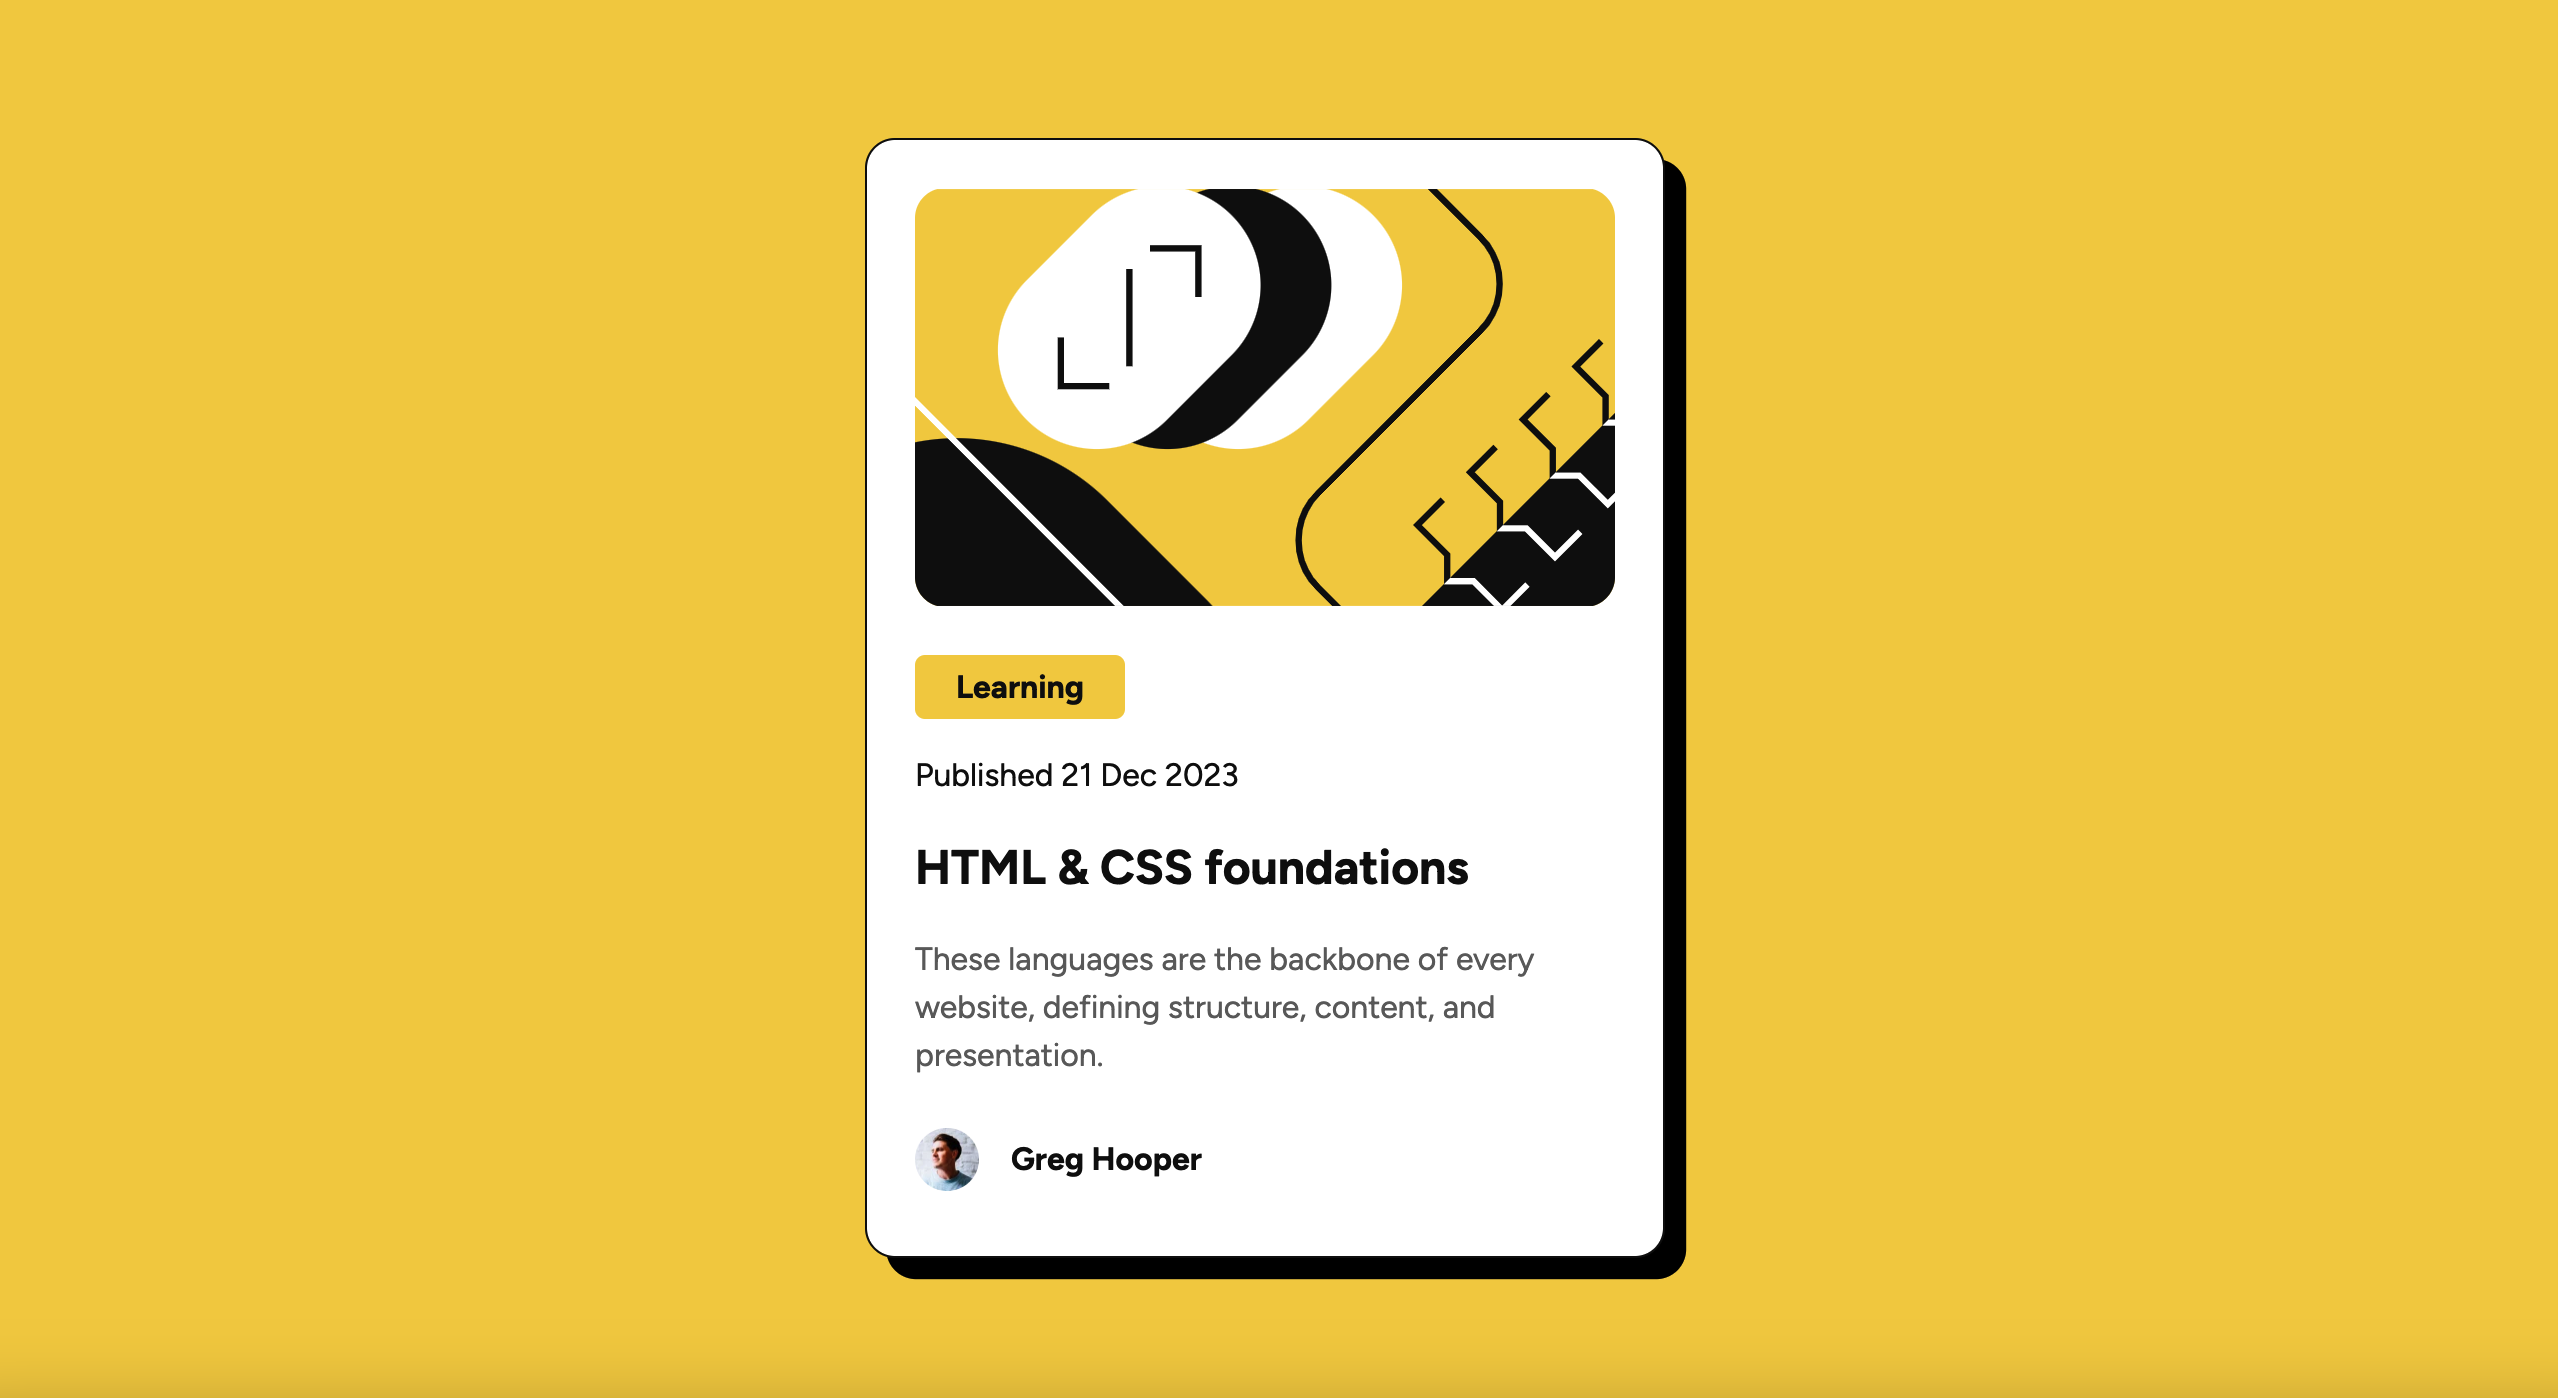 Learning
Published 21 Dec 2023
HTML & CSS foundations
These languages are the backbone of every
website, defining structure, content, and
presentation.
Greg Hooper